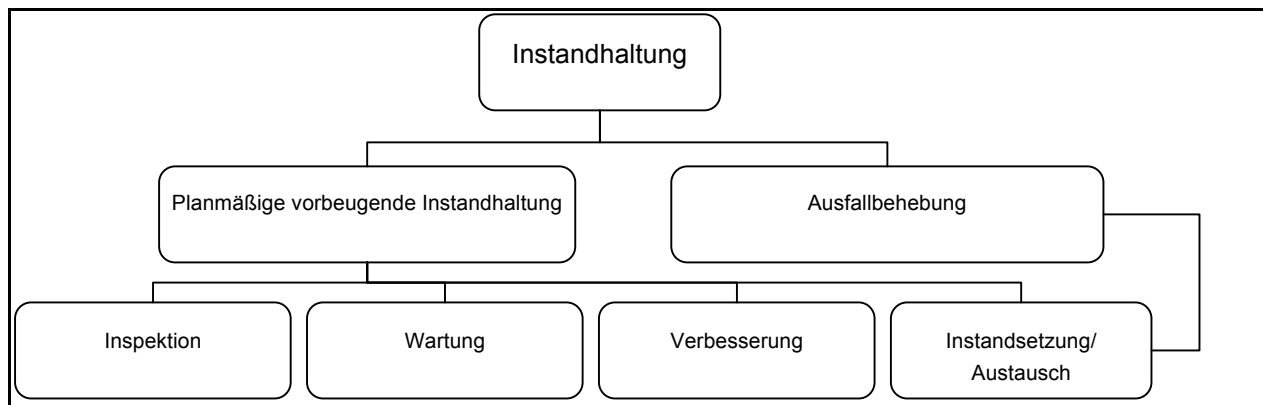 Instandhaltung
Planmäßige vorbeugende Instandhaltung
Ausfallbehebung
Inspektion
Wartung
Verbesserung
Instandsetzung/
Austausch